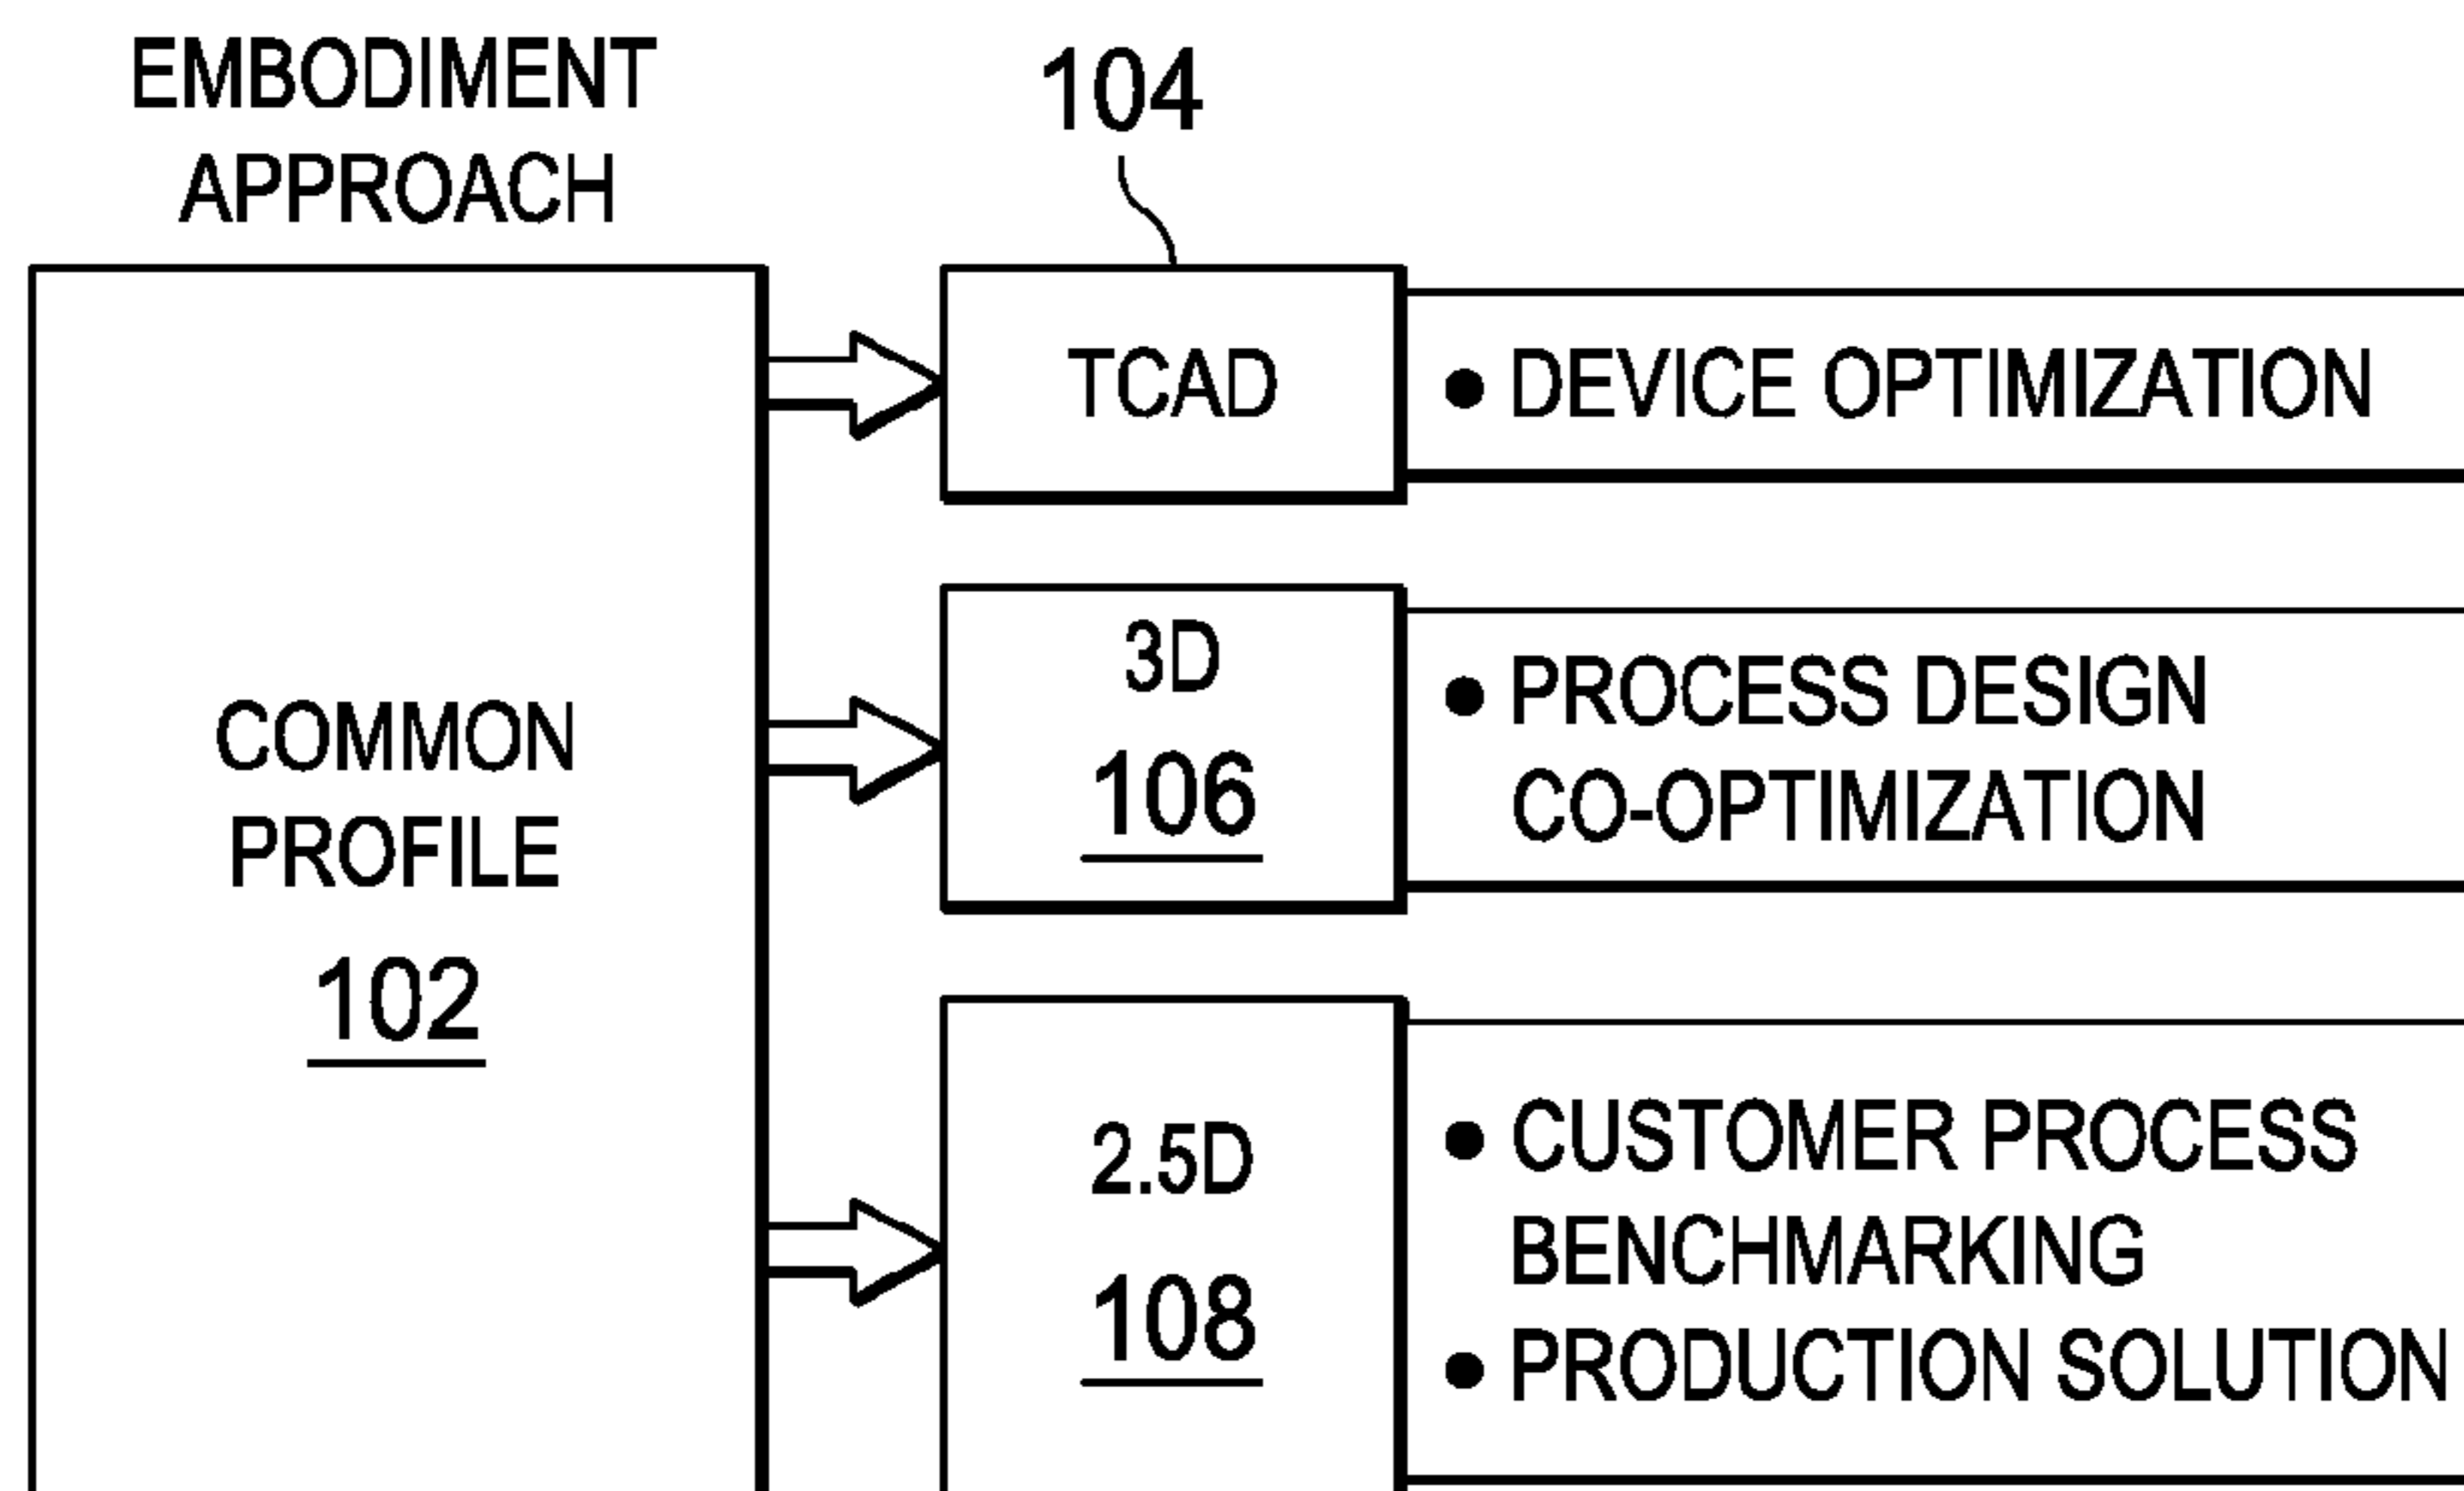 EMBODIMENT
APPROACH
104
COMMON
PROFILE
102
TCAD
● DEVICE OPTIMIZATION
3D
106
● PROCESS DESIGN
CO-OPTIMIZATION
2.5D
108
● CUSTOMER PROCESS
BENCHMARKING
● PRODUCTION SOLUTION